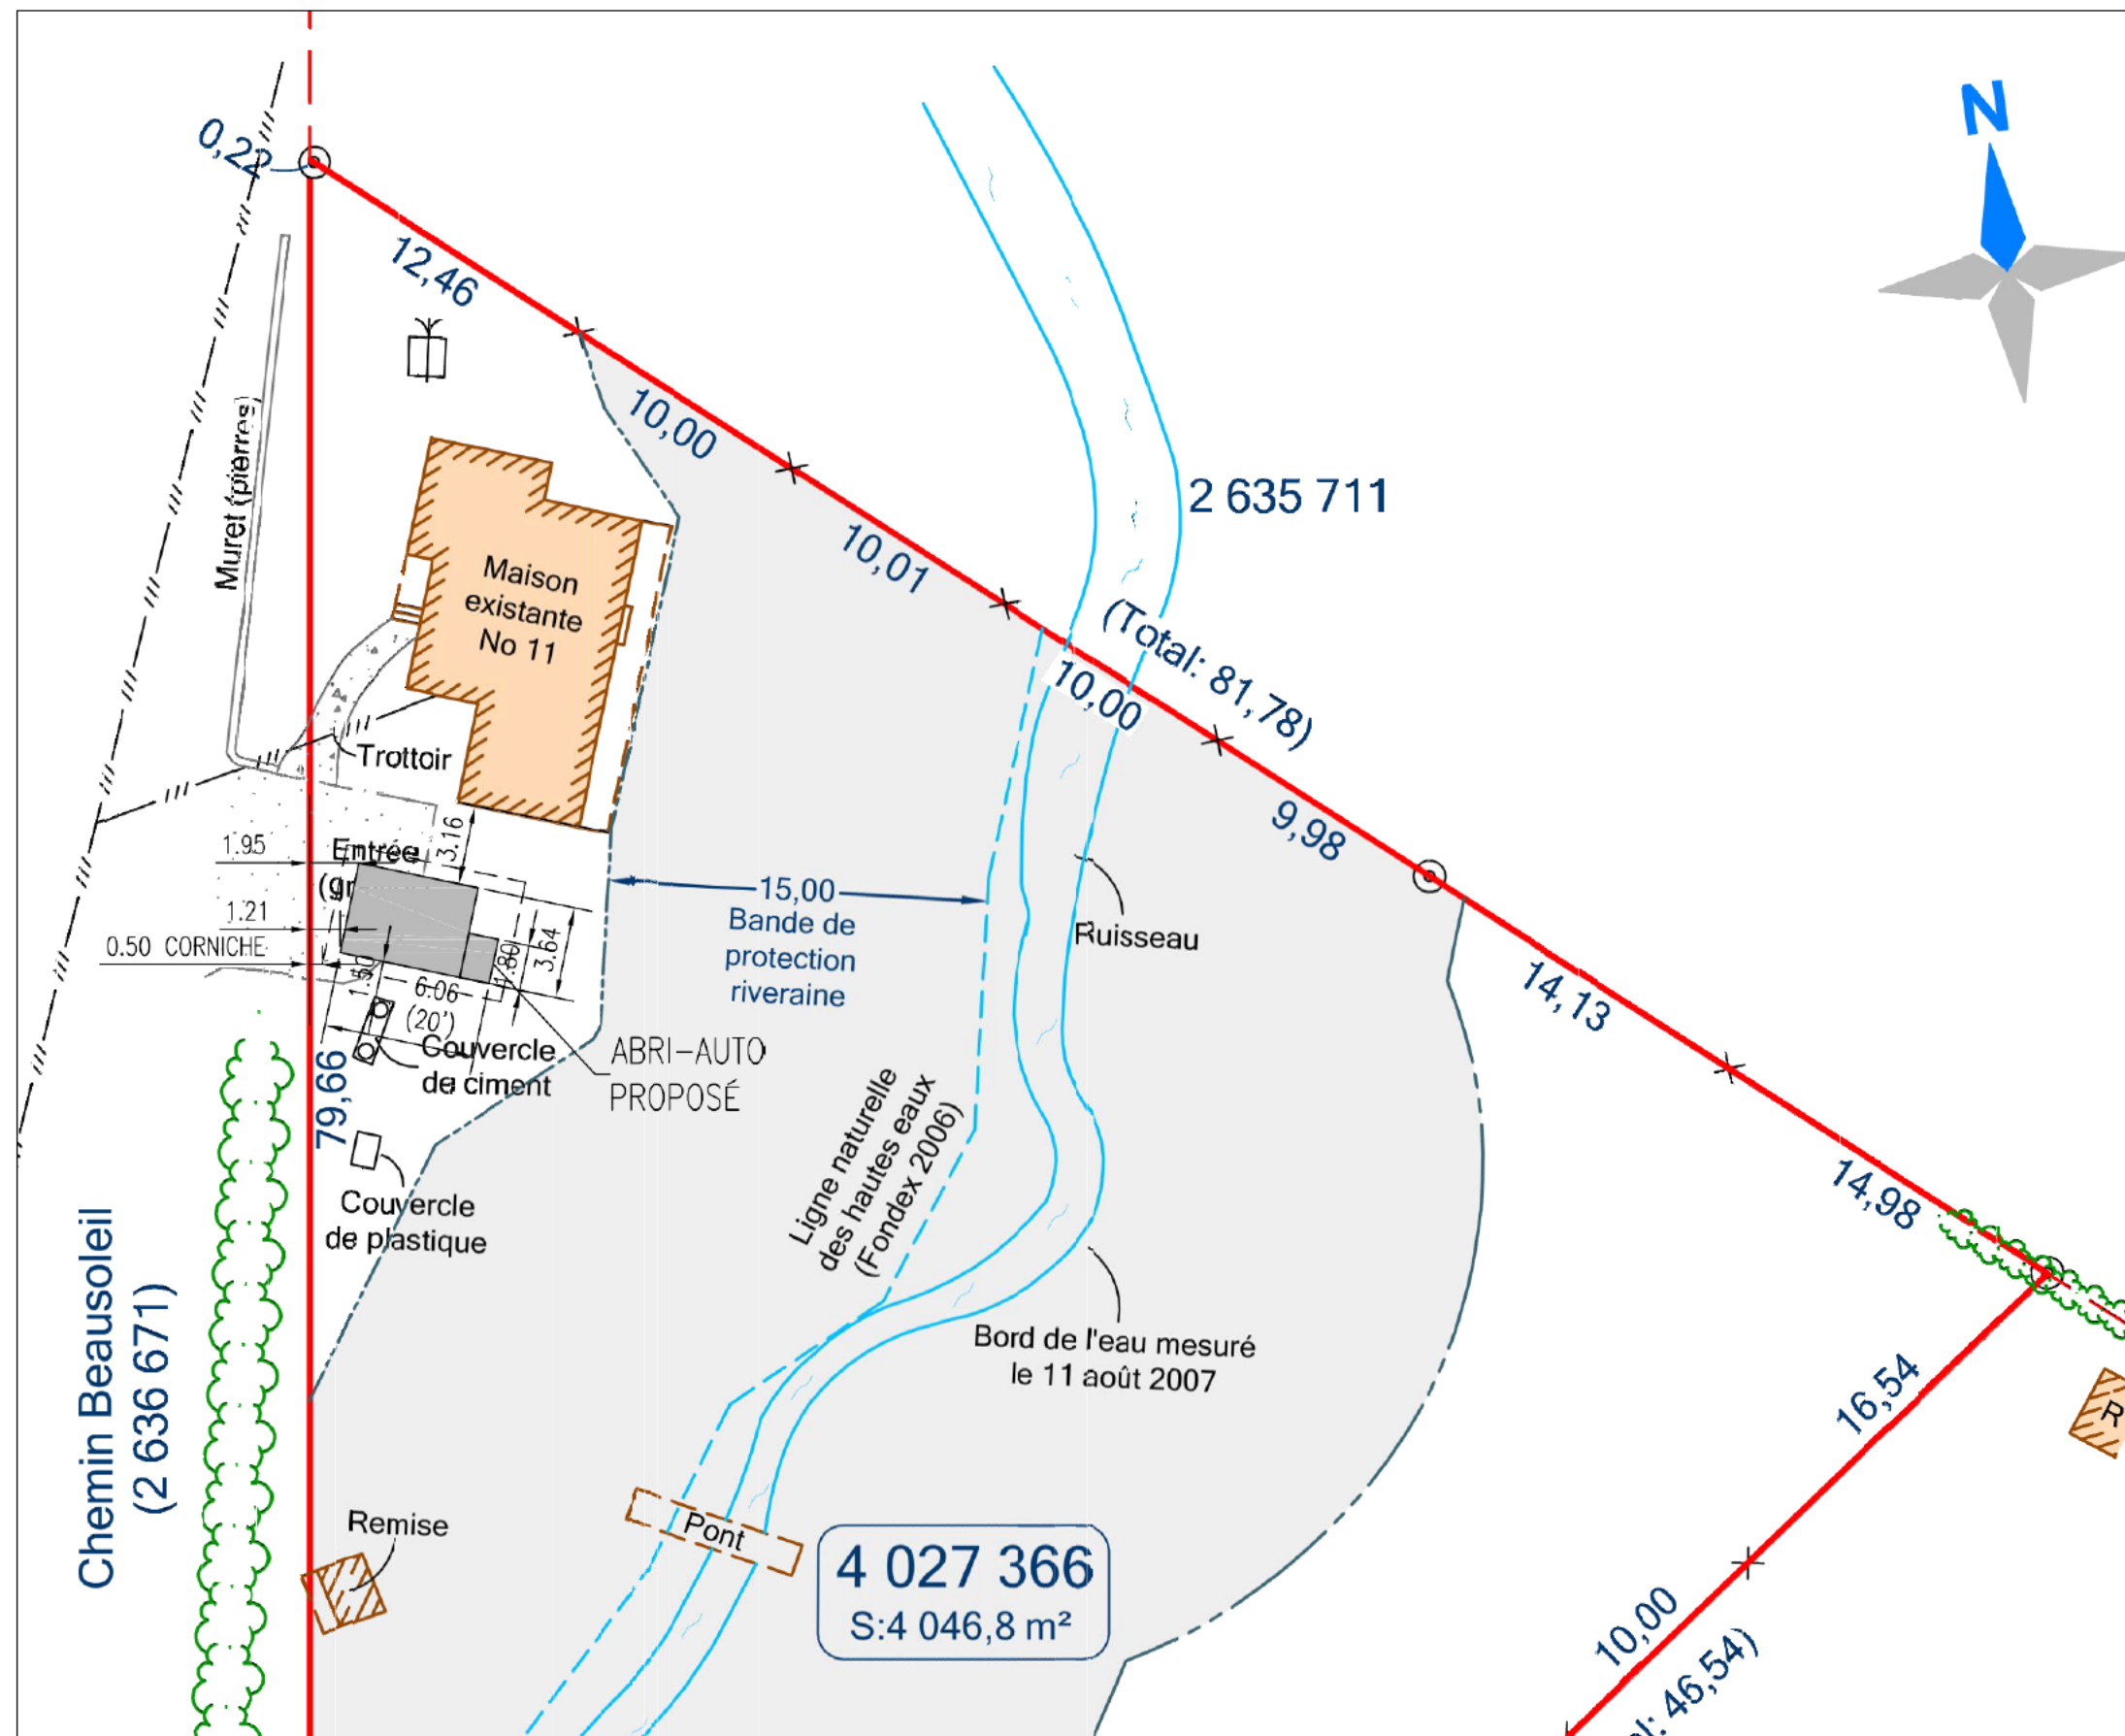 N
0,22
12,46
10,00
Muret (pierres)
2 635 711
10,01
Maison
existante
No 11
(Total: 81,78)
10,00
Trottoir
9,98
3.16
1.95
Entrée
(gr
15,00
Bande de
protection
riveraine
1.21
Ruisseau
0.50 CORNICHE
3.64
6.06
(20')
14,13
ABRI-AUTO
PROPOSÉ
Couvercle
de ciment
79,66
Ligne naturelle
des hautes eaux
(Fondex 2006)
14,98
Couvercle
de plastique
Chemin Beausoleil
(2 636 671)
Bord de l'eau mesuré
le 11 août 2007
16,54
R
Remise
Pont
4 027 366
S:4 046,8 m²
10,00
al: 46,54)